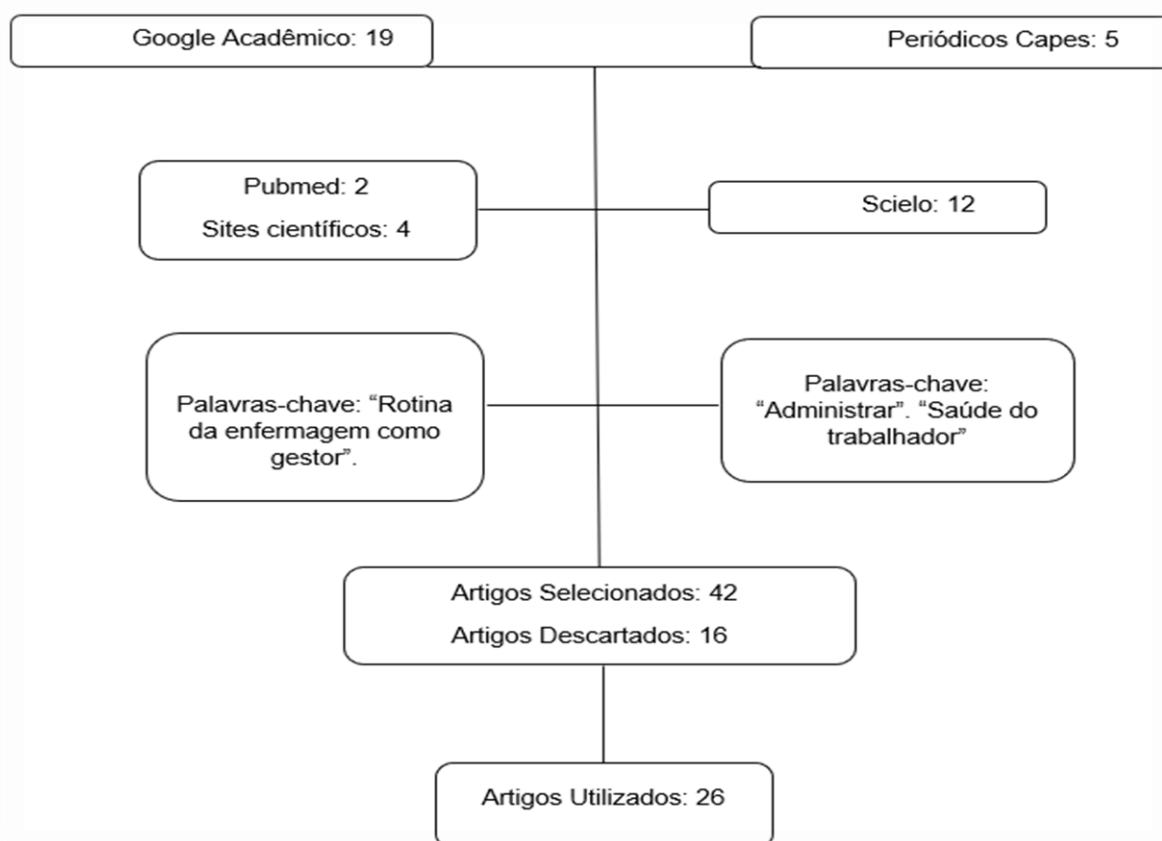 Google Acadêmico: 19
Periódicos Capes: 5
Pubmed: 2
Sites científicos: 4
Scielo: 12
Palavras-chave: “Rotina
da enfermagem como
gestor”.
Palavras-chave:
“Administrar”. “Saúde do
trabalhador”
Artigos Selecionados: 42
Artigos Descartados: 16
Artigos Utilizados: 26